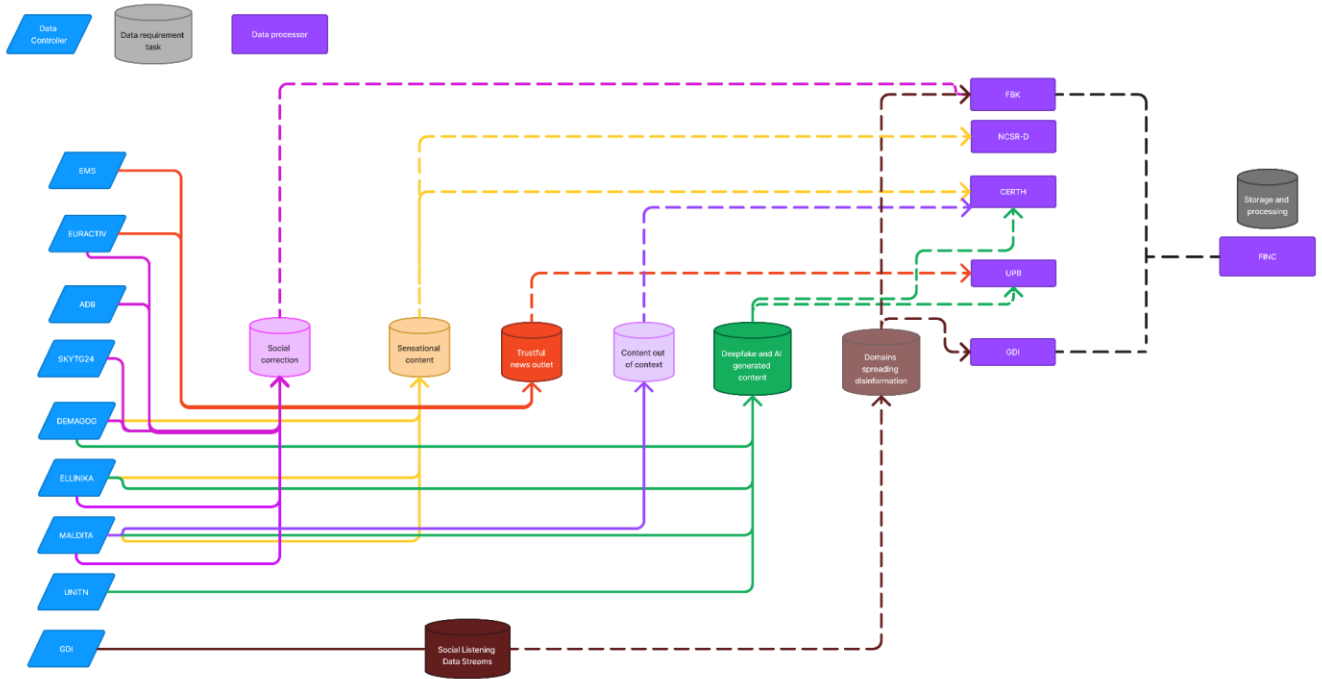 Data
Controller
Data requirement
task
Data processor
FBK
NCSR-D
EMS
CERTH
Storage and
processing
EURACTIV
FINC
UPB
ADB
Social
correction
Sensational
content
Trustful
news outlet
Content out
of context
Deepfake and AI
generated
content
Domains
spreading
disinformation
GDI
SKYTG24
DEMAGOG
ELLINIKA
MALDITA
UNITN
GDI
Social Listening
Data Streams